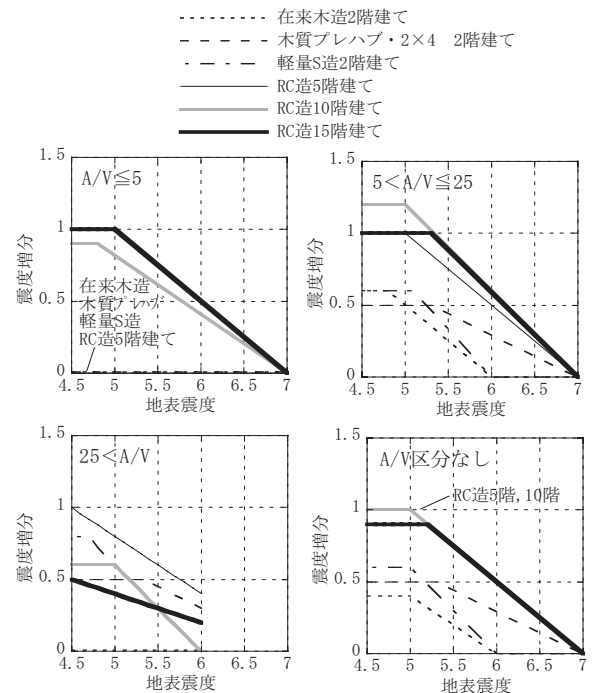 在来木造2階建て
木質プレハブ・2×4　2階建て
軽量S造2階建て
RC造5階建て
RC造10階建て
RC造15階建て
1.5
1
0.5
0
震度増分
A/V≦5
在来木造
木質プレハブ
軽量S造
RC造5階建て
4.5 5 5.5 6 6.5 7
地表震度
1.5
1
0.5
0
震度増分
5＜A/V≦25
4.5 5 5.5 6 6.5 7
地表震度
1.5
1
0.5
0
震度増分
25＜A/V
4.5 5 5.5 6 6.5 7
地表震度
1.5
1
0.5
0
震度増分
A/V区分なし
RC造5階,10階
4.5 5 5.5 6 6.5 7
地表震度